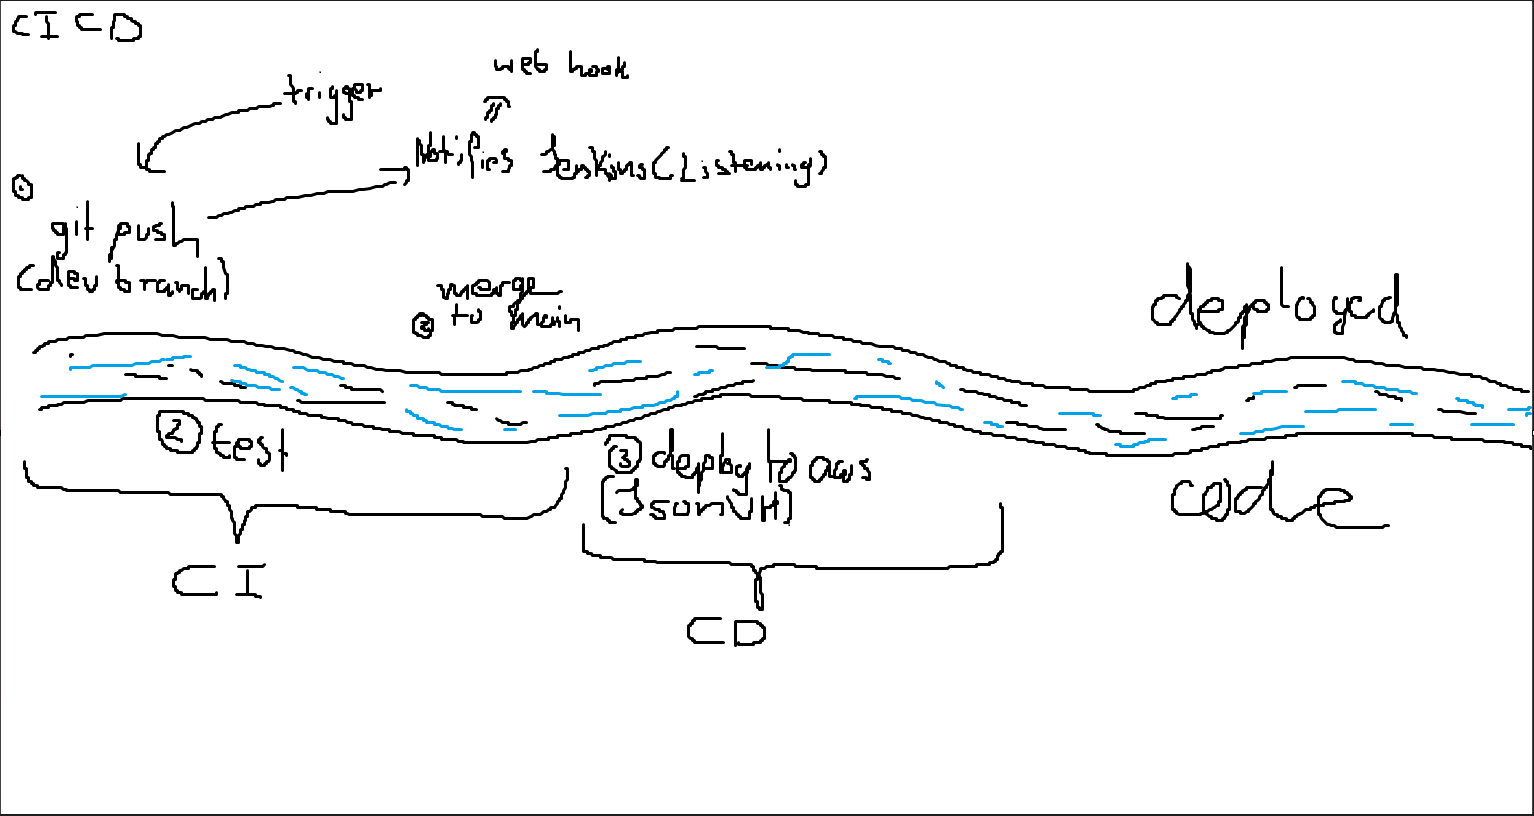 CICD
web hook
trigger
Notifies Jenkins (Listening)
①
git push
(dev branch)
merge
② to main
deployed
② test
③ deploy to aws
(JsonVH)
code
CI
CD